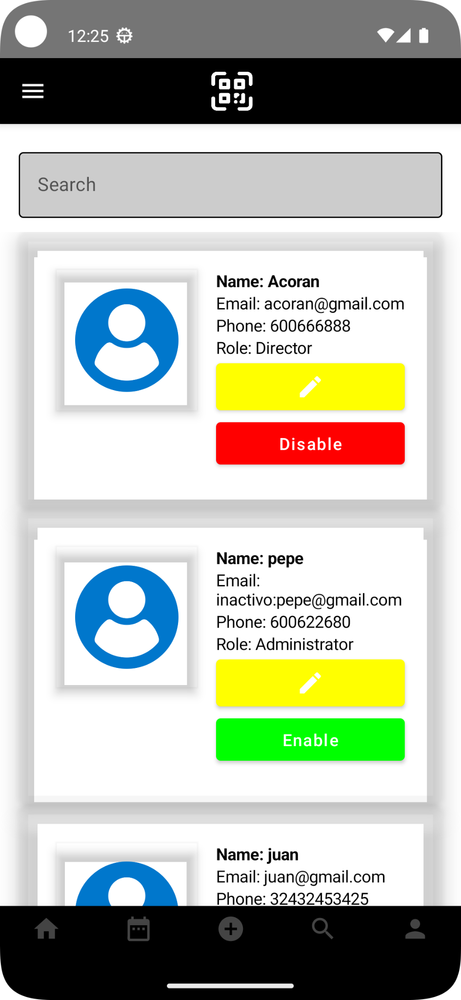 12:25
Search
Name: Acoran
Email: acoran@gmail.com
Phone: 600666888
Role: Director
Disable
Name: pepe
Email:
inactivo:pepe@gmail.com
Phone: 600622680
Role: Administrator
Enable
Name: juan
Email: juan@gmail.com
Phone: 32432453425